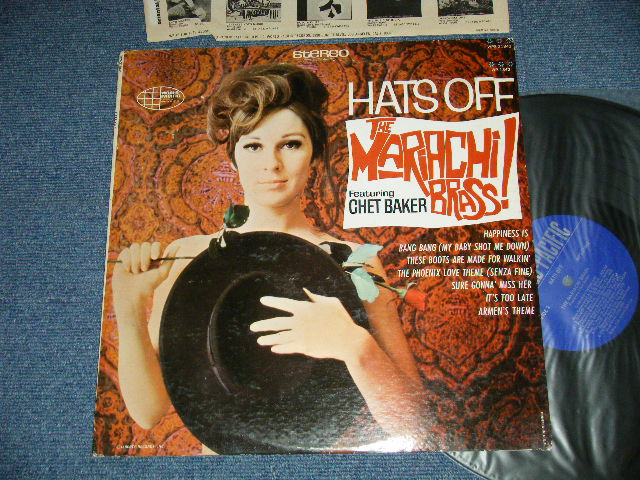 stereo
HATS OFF
THE
MARIACHI
BRASS!
Featuring
CHET BAKER
HAPPINESS IS
BANG BANG (MY BABY SHOT ME DOWN)
THESE BOOTS ARE MADE FOR WALKIN'
THE PHOENIX LOVE THEME (SENZA FINE)
SURE GONNA' MISS HER
IT'S TOO LATE
ARMEN'S THEME
PACIFIC